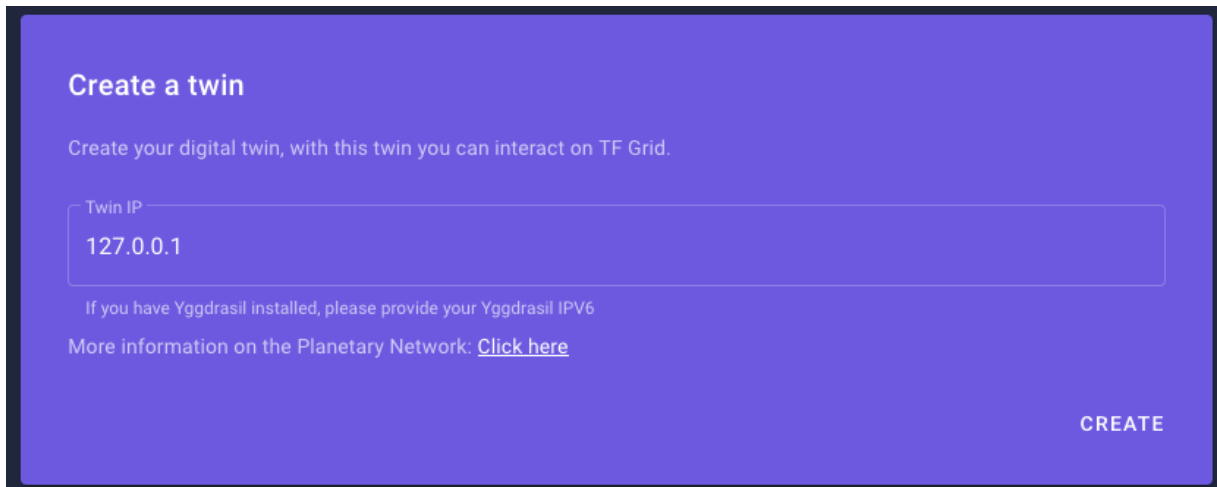 Create a twin
Create your digital twin, with this twin you can interact on TF Grid.
Twin IP
127.0.0.1
If you have Yggdrasil installed, please provide your Yggdrasil IPV6
More information on the Planetary Network: Click here
CREATE